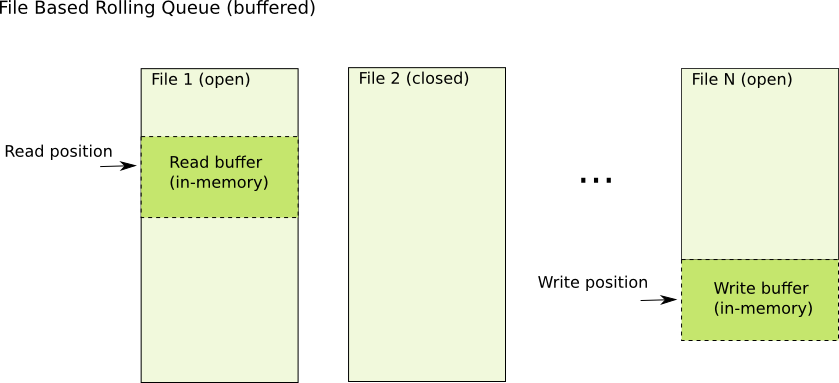 File Based Rolling Queue (buffered)
File 1 (open)
File 2 (closed)
File N (open)
Read position
Read buffer
(in-memory)
...
Write position
Write buffer
(in-memory)